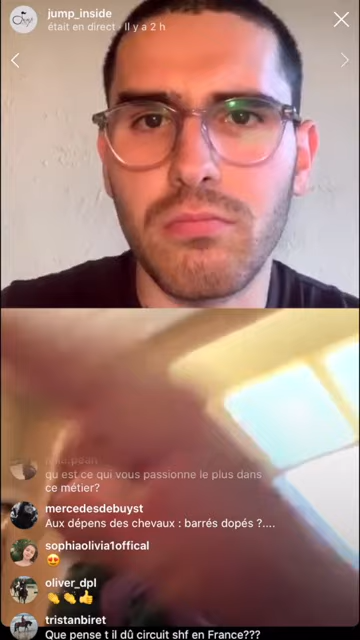 jump_inside
était en direct · Il y a 2 h
qu est ce qui vous passionne le plus dans
ce métier?
mercedesdebuyst
Aux dépens des chevaux : barrés dopés ?....
sophiaolivia1offical
😍
oliver_dpl
👏👏👍
tristanbiret
Que pense t il dû circuit shf en France???